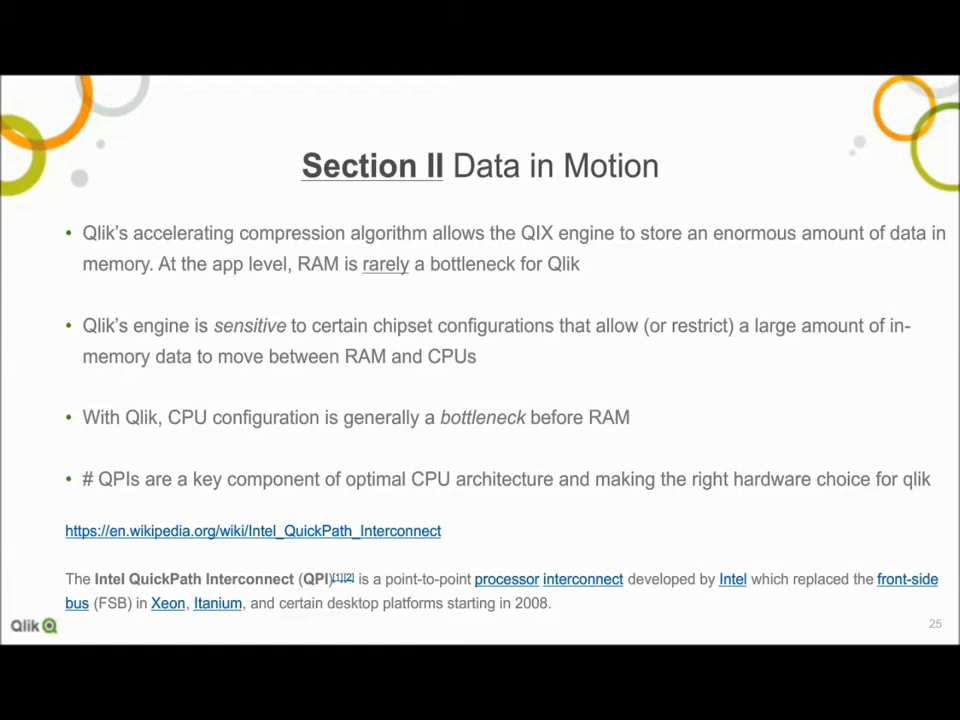 Section II Data in Motion
• Qlik's accelerating compression algorithm allows the QIX engine to store an enormous amount of data in
memory. At the app level, RAM is rarely a bottleneck for Qlik
• Qlik's engine is sensitive to certain chipset configurations that allow (or restrict) a large amount of in-
memory data to move between RAM and CPUs
• With Qlik, CPU configuration is generally a bottleneck before RAM
• # QPIs are a key component of optimal CPU architecture and making the right hardware choice for qlik
https://en.wikipedia.org/wiki/Intel_QuickPath_Interconnect
The Intel QuickPath Interconnect (QPI)[1][2] is a point-to-point processor interconnect developed by Intel which replaced the front-side
bus (FSB) in Xeon, Itanium, and certain desktop platforms starting in 2008.
Qlik
25